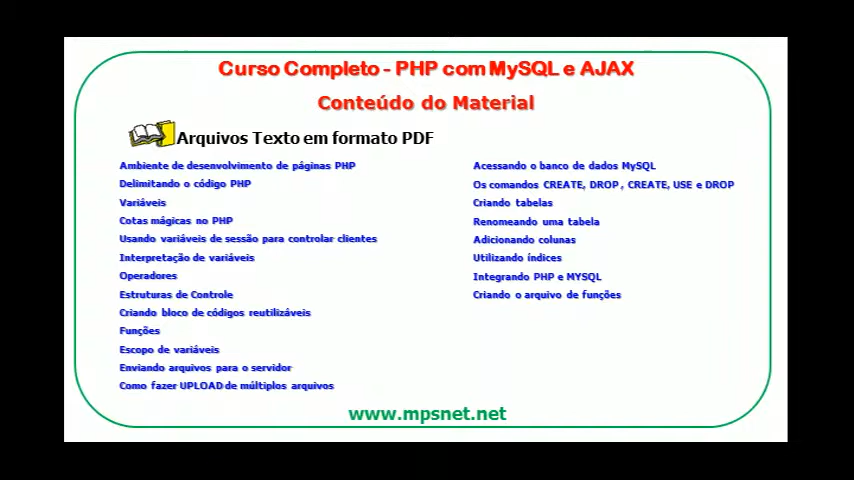 Curso Completo - PHP com MySQL e AJAX
Conteúdo do Material
Arquivos Texto em formato PDF
Ambiente de desenvolvimento de páginas PHP
Delimitando o código PHP
Variáveis
Cotas mágicas no PHP
Usando variáveis de sessão para controlar clientes
Interpretação de variáveis
Operadores
Estruturas de Controle
Criando bloco de códigos reutilizáveis
Funções
Escopo de variáveis
Enviando arquivos para o servidor
Como fazer UPLOAD de múltiplos arquivos
Acessando o banco de dados MySQL
Os comandos CREATE, DROP , CREATE, USE e DROP
Criando tabelas
Renomeando uma tabela
Adicionando colunas
Utilizando índices
Integrando PHP e MYSQL
Criando o arquivo de funções
www.mpsnet.net